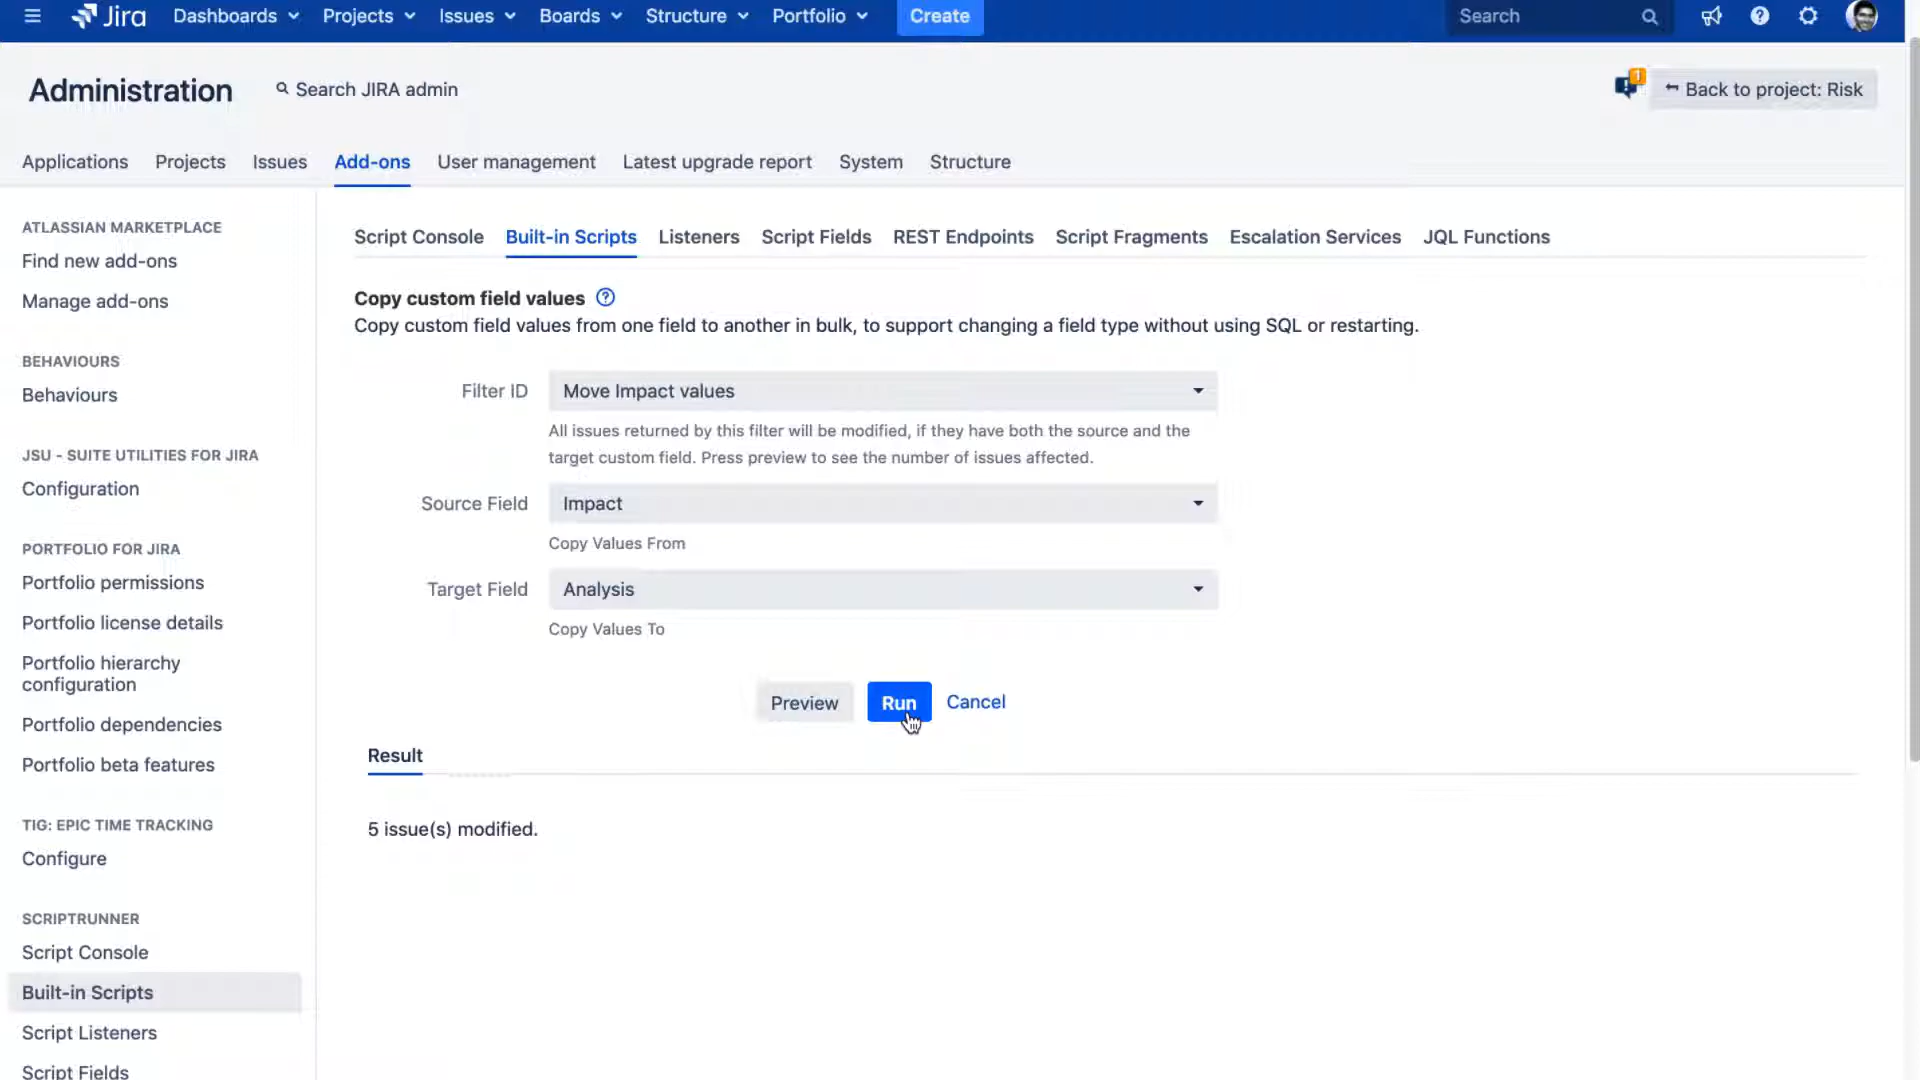 Jira Dashboards Projects Issues Boards Structure Portfolio Create Search
Administration Search JIRA admin 1 Back to project: Risk
Applications Projects Issues Add-ons User management Latest upgrade report System Structure
ATLASSIAN MARKETPLACE
Find new add-ons
Manage add-ons
BEHAVIOURS
Behaviours
JSU - SUITE UTILITIES FOR JIRA
Configuration
PORTFOLIO FOR JIRA
Portfolio permissions
Portfolio license details
Portfolio hierarchy
configuration
Portfolio dependencies
Portfolio beta features
TIG: EPIC TIME TRACKING
Configure
SCRIPTRUNNER
Script Console
Built-in Scripts
Script Listeners
Script Fields
Script Console Built-in Scripts Listeners Script Fields REST Endpoints Script Fragments Escalation Services JQL Functions
Copy custom field values
Copy custom field values from one field to another in bulk, to support changing a field type without using SQL or restarting.
Filter ID Move Impact values
All issues returned by this filter will be modified, if they have both the source and the
target custom field. Press preview to see the number of issues affected.
Source Field Impact
Copy Values From
Target Field Analysis
Copy Values To
Preview Run Cancel
Result
5 issue(s) modified.